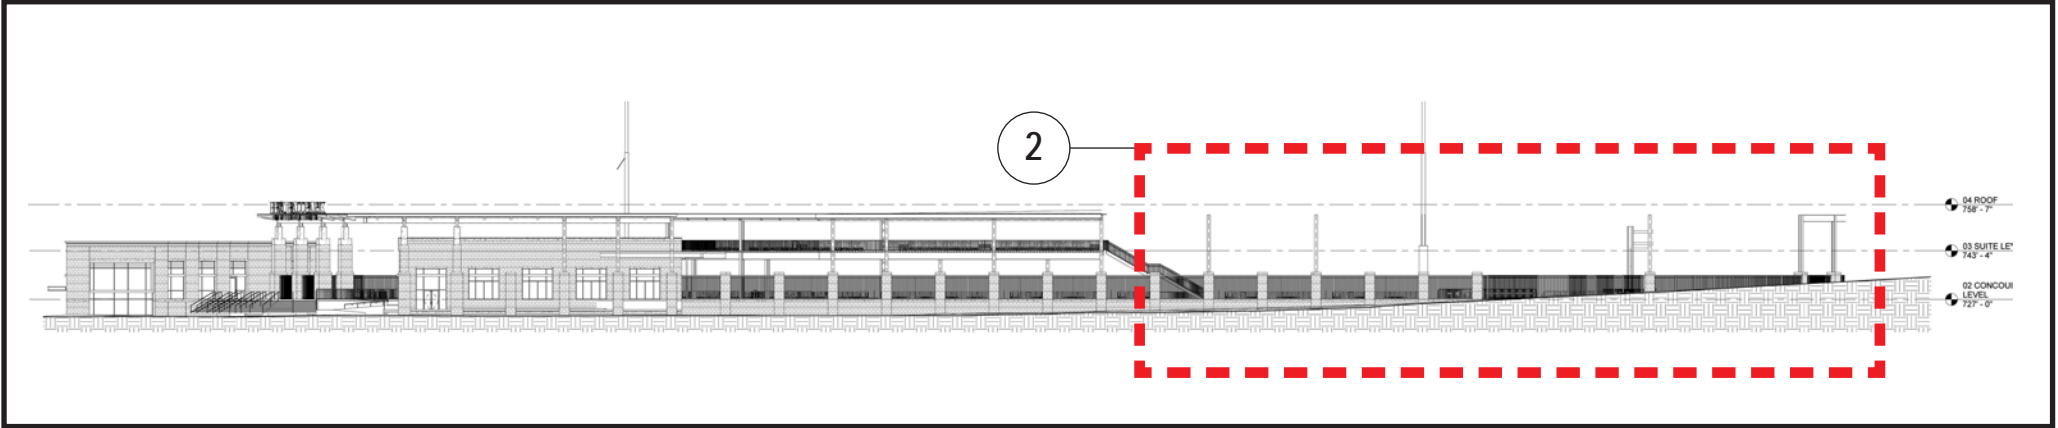 2
04 ROOF
758' - 7"
03 SUITE LE
743' - 4"
02 CONCOU
LEVEL
727' - 0"